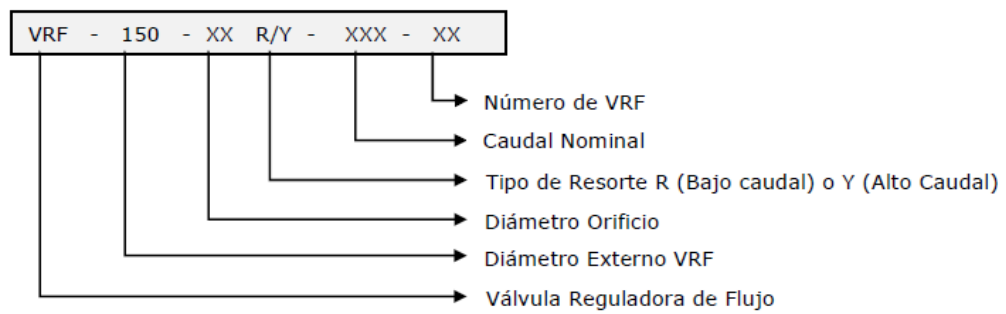 VRF - 150 - XX R/Y - XXX - XX
Número de VRF
Caudal Nominal
Tipo de Resorte R (Bajo caudal) o Y (Alto Caudal)
Diámetro Orificio
Diámetro Externo VRF
Válvula Reguladora de Flujo